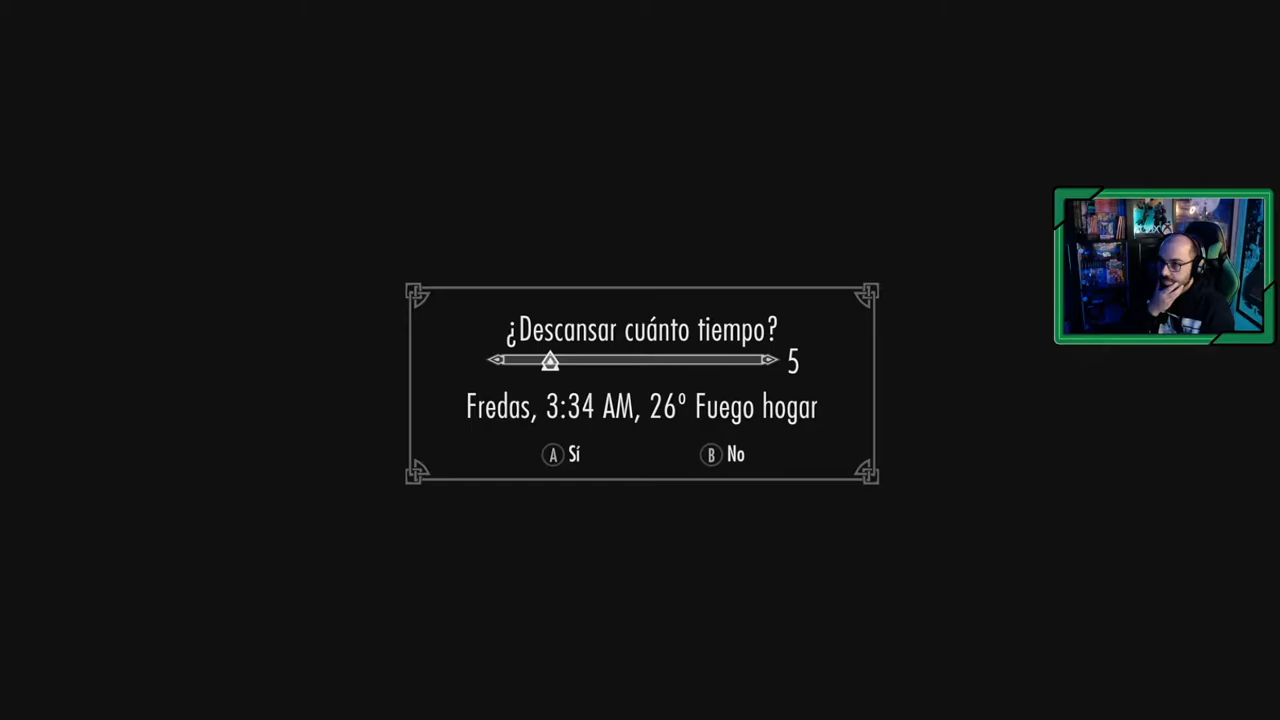 ¿Descansar cuánto tiempo?
5
Fredas, 3:34 AM, 26º Fuego hogar
A Sí
B No